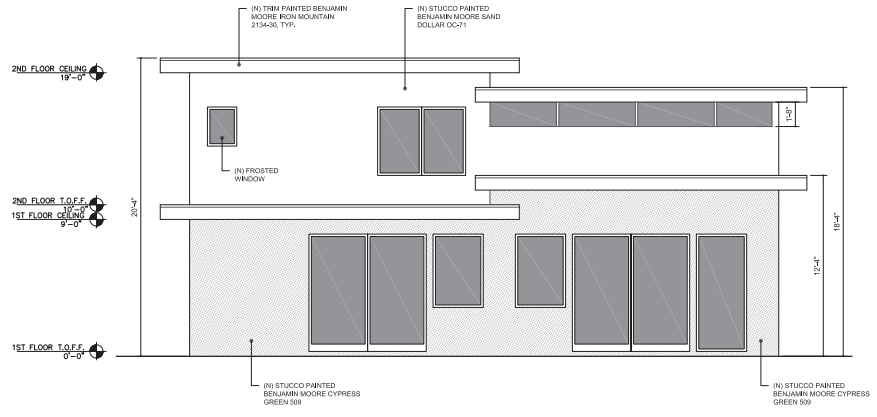 (N) TRIM PAINTED BENJAMIN
MOORE IRON MOUNTAIN
2134-30, TYP.
(N) STUCCO PAINTED
BENJAMIN MOORE SAND
DOLLAR OC-71
2ND FLOOR CEILING
19'-0"
1'-8"
(N) FROSTED
WINDOW
2ND FLOOR T.O.F.F.
10'-0"
1ST FLOOR CEILING
9'-0"
20'-4"
18'-4"
12'-4"
1ST FLOOR T.O.F.F.
0'-0"
(N) STUCCO PAINTED
BENJAMIN MOORE CYPRESS
GREEN 509
(N) STUCCO PAINTED
BENJAMIN MOORE CYPRESS
GREEN 509